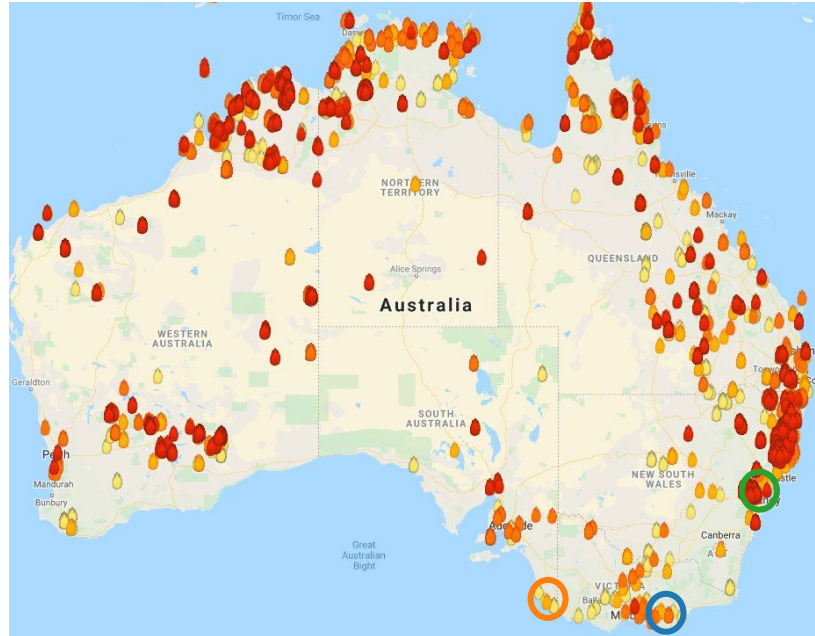 Timor Sea
NORTHERN
TERRITORY
Mackay
QUEENSLAND
Alice Springs
Australia
WESTERN
AUSTRALIA
Geraldton
SOUTH
AUSTRALIA
Perth
NEW SOUTH
WALES
Mandurah
Bunbury
Adelaide
Canberra
Great
Australian
Bight